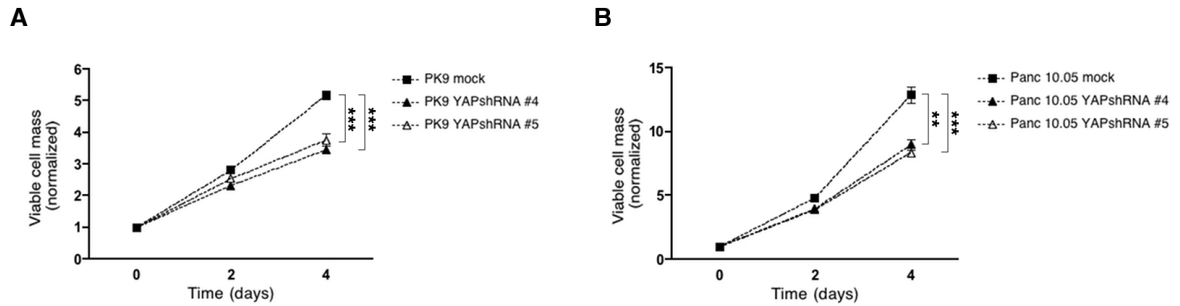 A
B
Viable cell mass
(normalized)
6
5
4
3
2
1
0
0 2 4
Time (days)
PK9 mock
PK9 YAPshRNA #4
PK9 YAPshRNA #5
***
***
Viable cell mass
(normalized)
15
10
5
0
0 2 4
Time (days)
Panc 10.05 mock
Panc 10.05 YAPshRNA #4
Panc 10.05 YAPshRNA #5
**
***